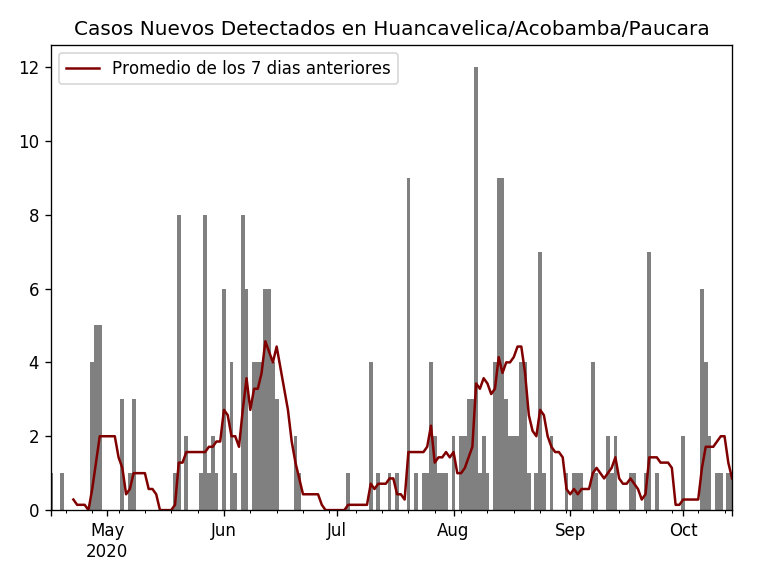 Casos Nuevos Detectados en Huancavelica/Acobamba/Paucara
Promedio de los 7 dias anteriores
12
10
8
6
4
2
0
May Jun Jul Aug Sep Oct
2020